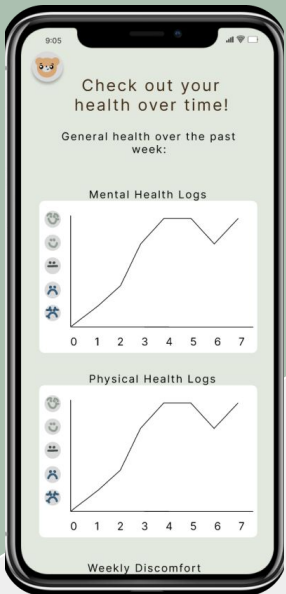 9:05
Check out your
health over time!
General health over the past
week:
Mental Health Logs
0 1 2 3 4 5 6 7
Physical Health Logs
0 1 2 3 4 5 6 7
Weekly Discomfort